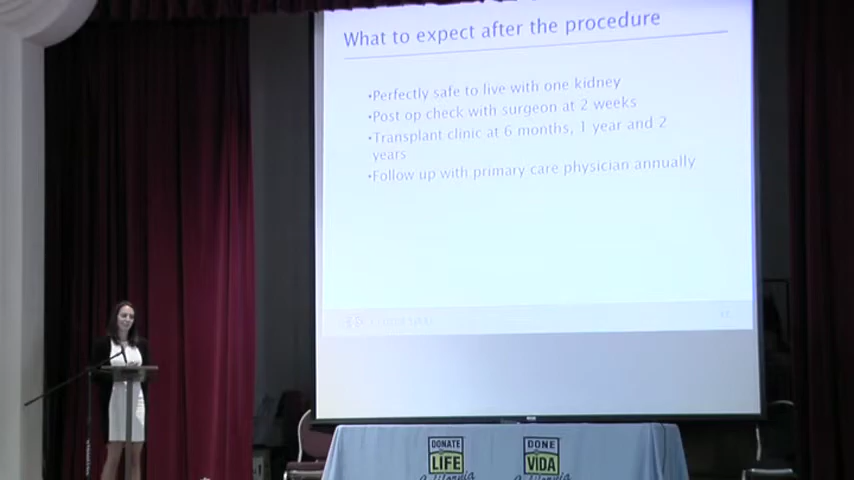 What to expect after the procedure
•Perfectly safe to live with one kidney
•Post op check with surgeon at 2 weeks
•Transplant clinic at 6 months, 1 year and 2
years
•Follow up with primary care physician annually
DONATE
LIFE
California
DONE
VIDA
California